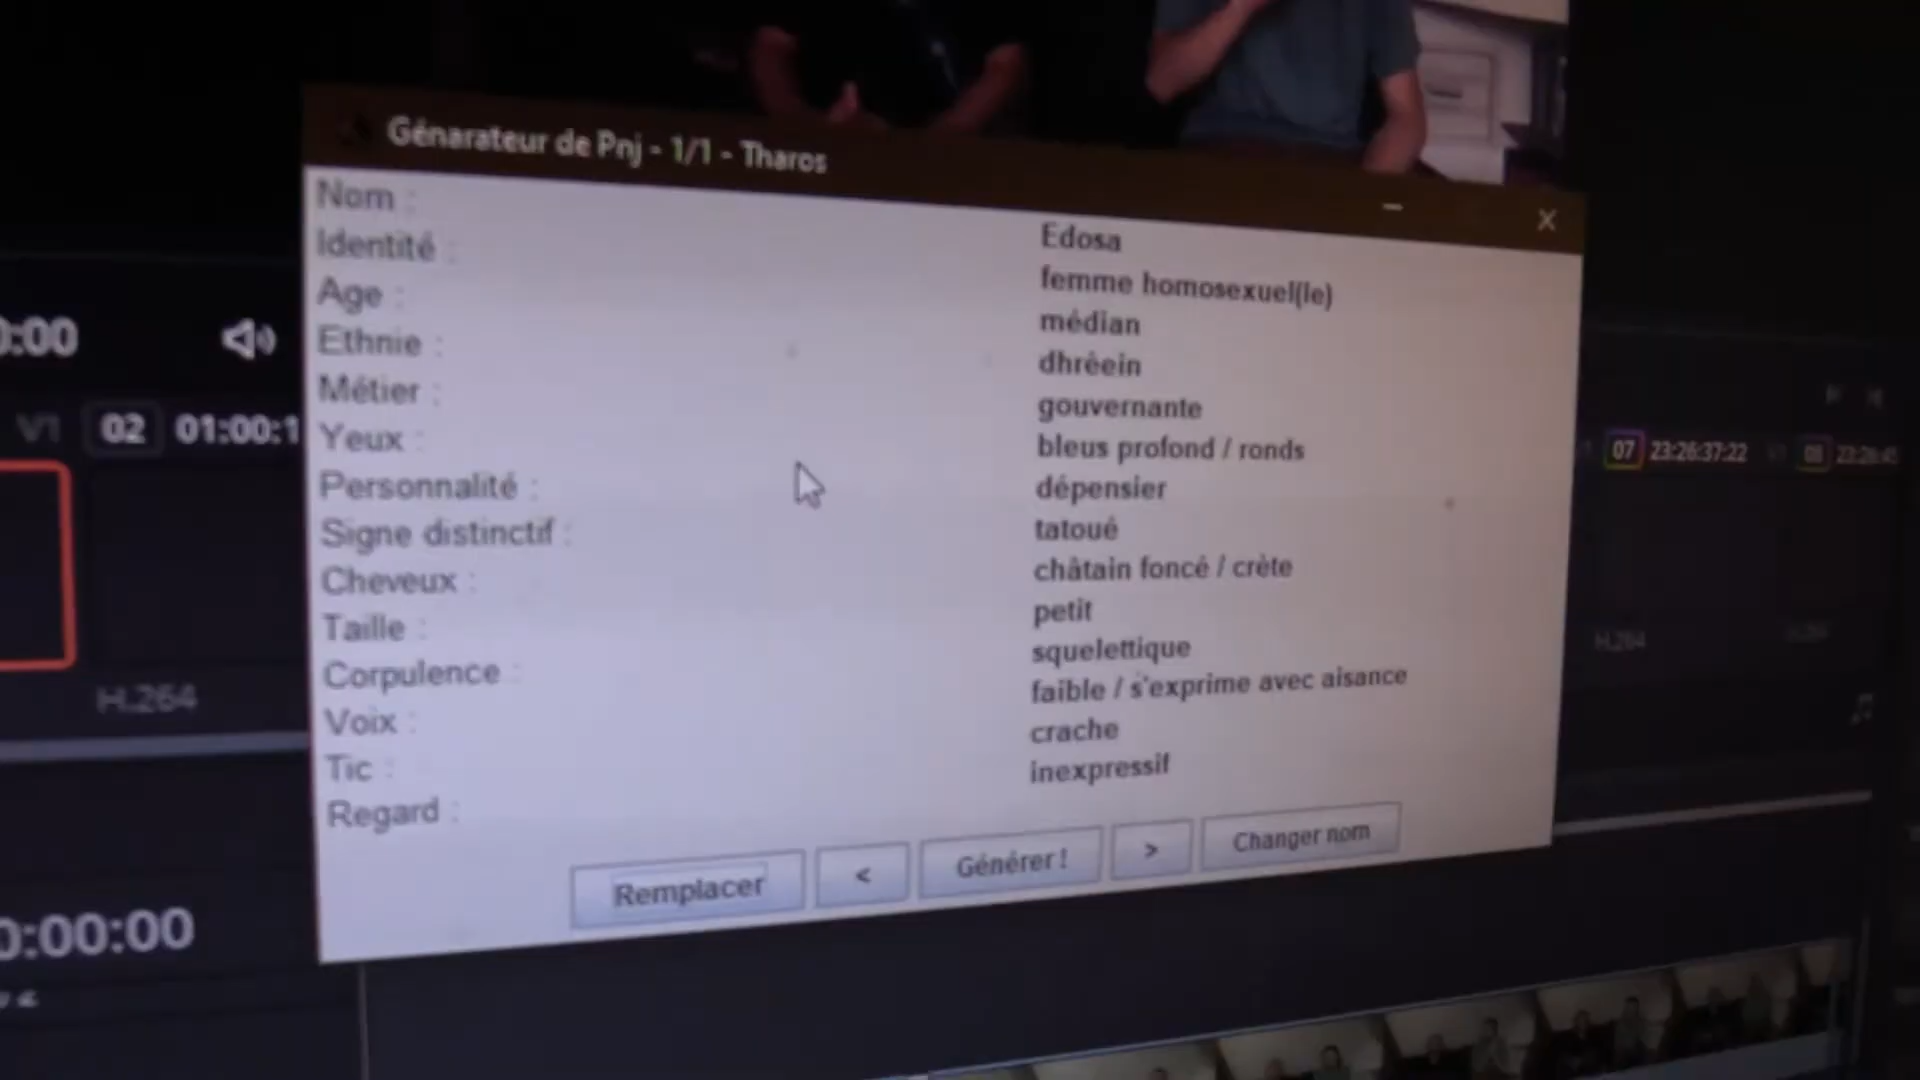 Génarateur de Pnj - 1/1 - Tharos
Nom :
Edosa
Identité :
femme homosexuel(le)
Age :
médian
Ethnie :
dhréein
Métier :
gouvernante
Yeux :
bleus profond / ronds
Personnalité :
dépensier
Signe distinctif :
tatoué
Cheveux :
châtain foncé / crète
Taille :
petit
Corpulence :
squelettique
Voix :
faible / s'exprime avec aisance
Tic :
crache
Regard :
inexpressif
Remplacer
<
Générer !
>
Changer nom
0:00
V1 02 01:00:1
H.264
0:00:00
07 23:26:37:22
08
H.264